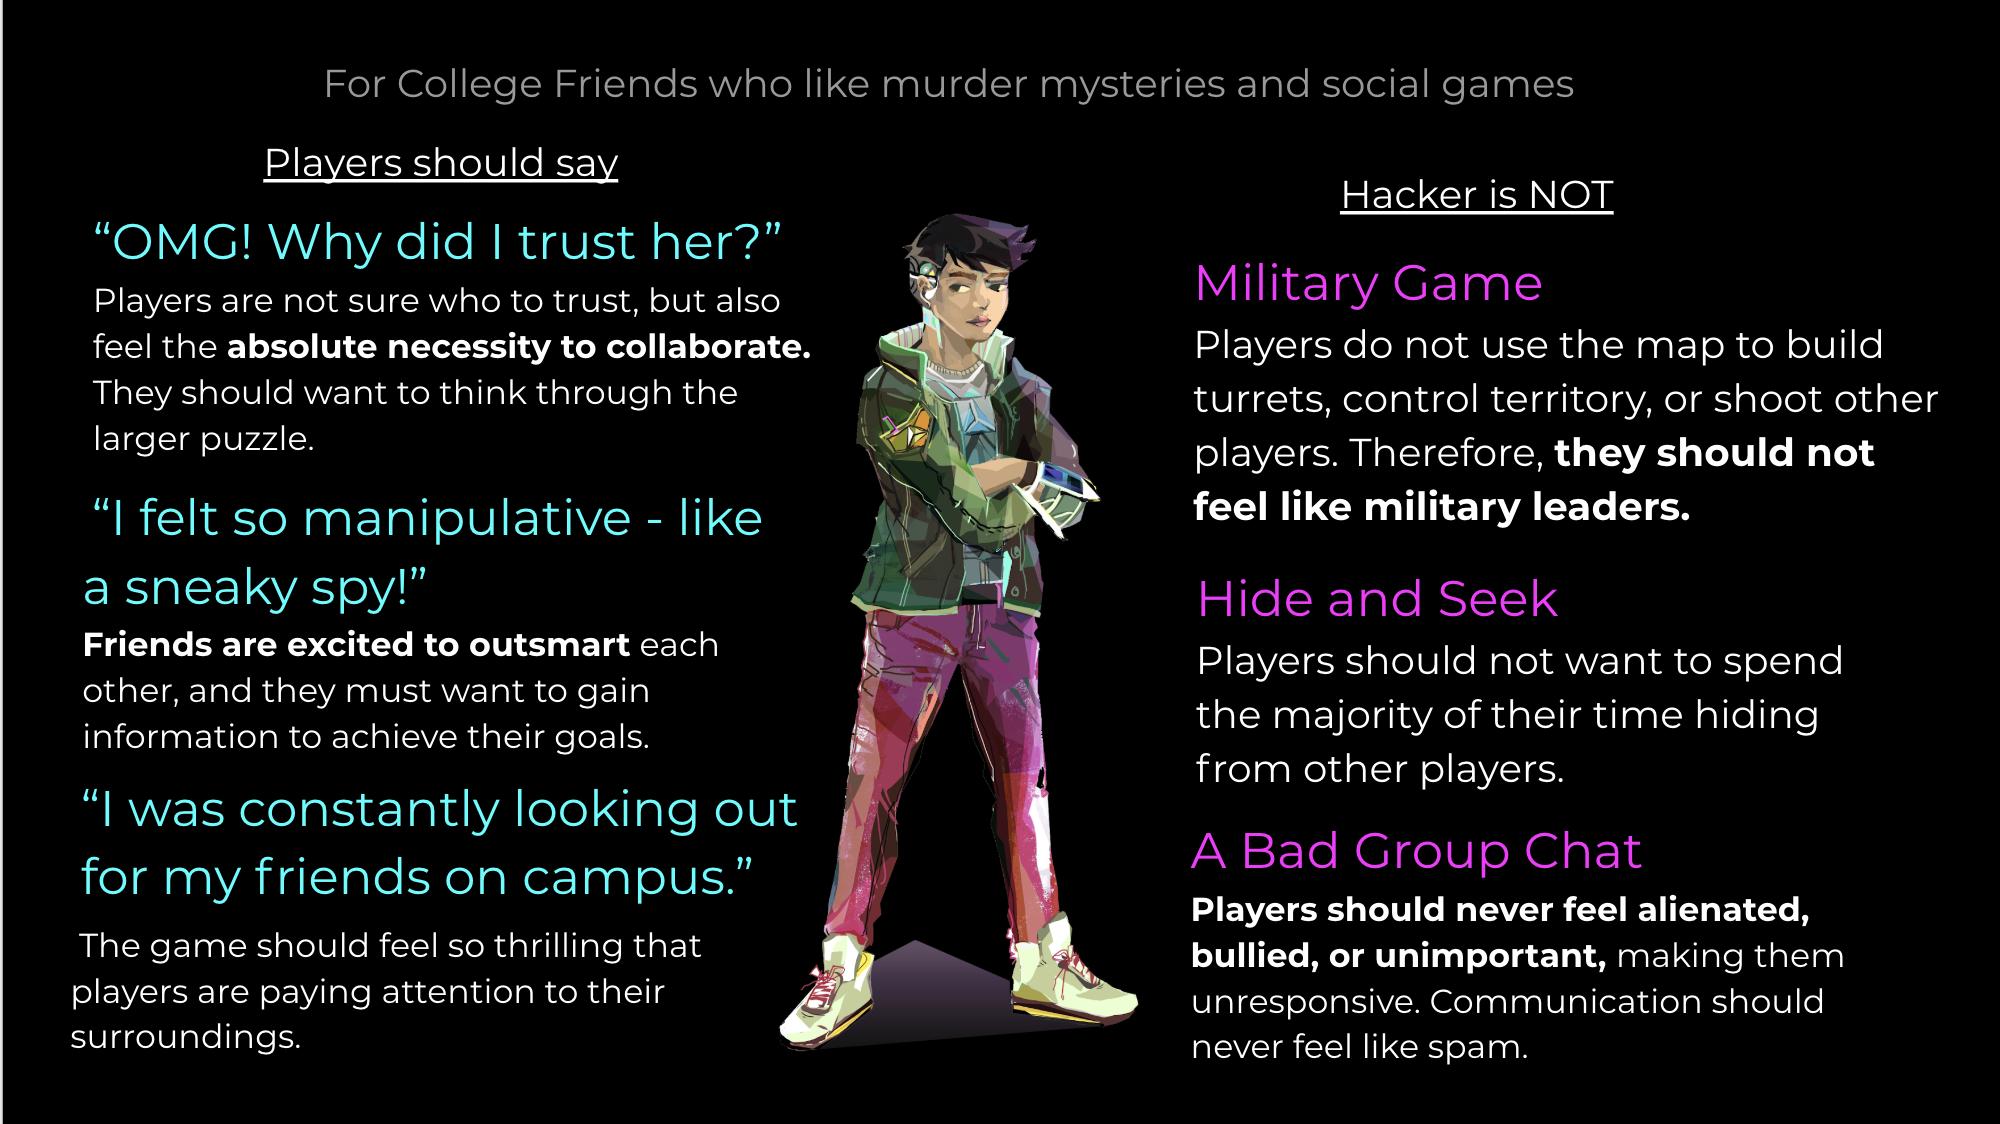 For College Friends who like murder mysteries and social games
Players should say
“OMG! Why did I trust her?”
Players are not sure who to trust, but also
feel the absolute necessity to collaborate.
They should want to think through the
larger puzzle.
“I felt so manipulative - like
a sneaky spy!”
Friends are excited to outsmart each
other, and they must want to gain
information to achieve their goals.
“I was constantly looking out
for my friends on campus.”
The game should feel so thrilling that
players are paying attention to their
surroundings.
Hacker is NOT
Military Game
Players do not use the map to build
turrets, control territory, or shoot other
players. Therefore, they should not
feel like military leaders.
Hide and Seek
Players should not want to spend
the majority of their time hiding
from other players.
A Bad Group Chat
Players should never feel alienated,
bullied, or unimportant, making them
unresponsive. Communication should
never feel like spam.